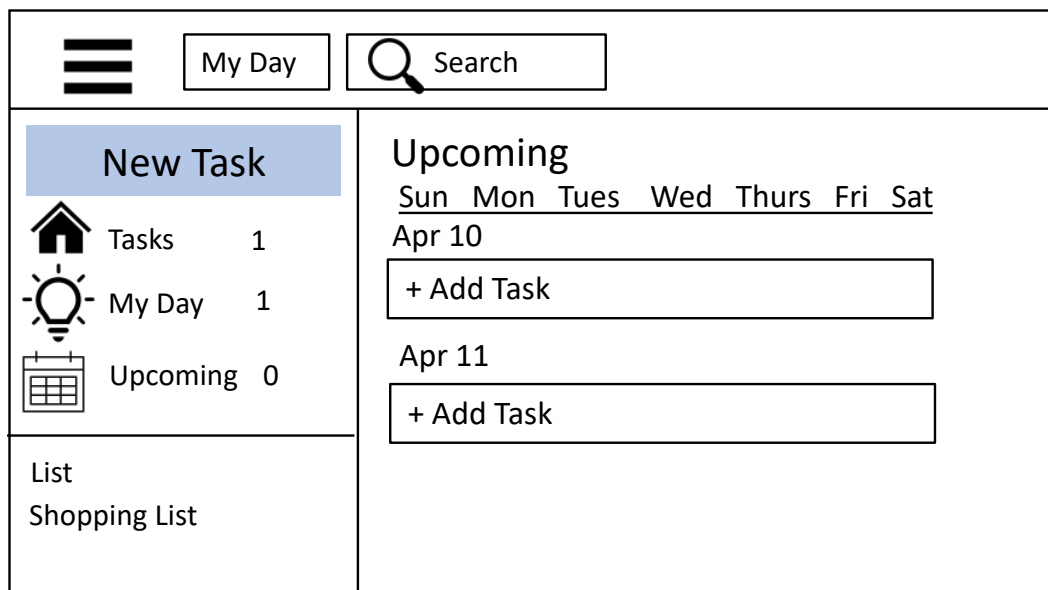 My Day
Search
New Task
Tasks 1
My Day 1
Upcoming 0
List
Shopping List
Upcoming
Sun Mon Tues Wed Thurs Fri Sat
Apr 10
+ Add Task
Apr 11
+ Add Task